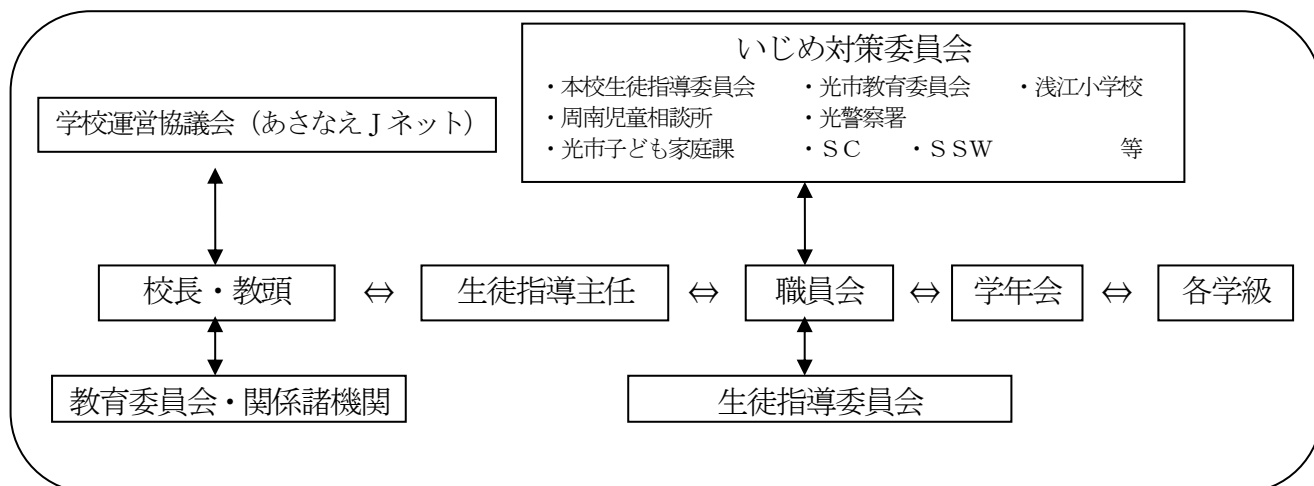 いじめ対策委員会
・本校生徒指導委員会 ・光市教育委員会 ・浅江小学校
・周南児童相談所 ・光警察署
・光市子ども家庭課 ・ＳＣ ・ＳＳＷ 等
学校運営協議会（あさなえＪネット）
校長・教頭 ⇔ 生徒指導主任 ⇔ 職員会 ⇔ 学年会 ⇔ 各学級
教育委員会・関係諸機関 生徒指導委員会